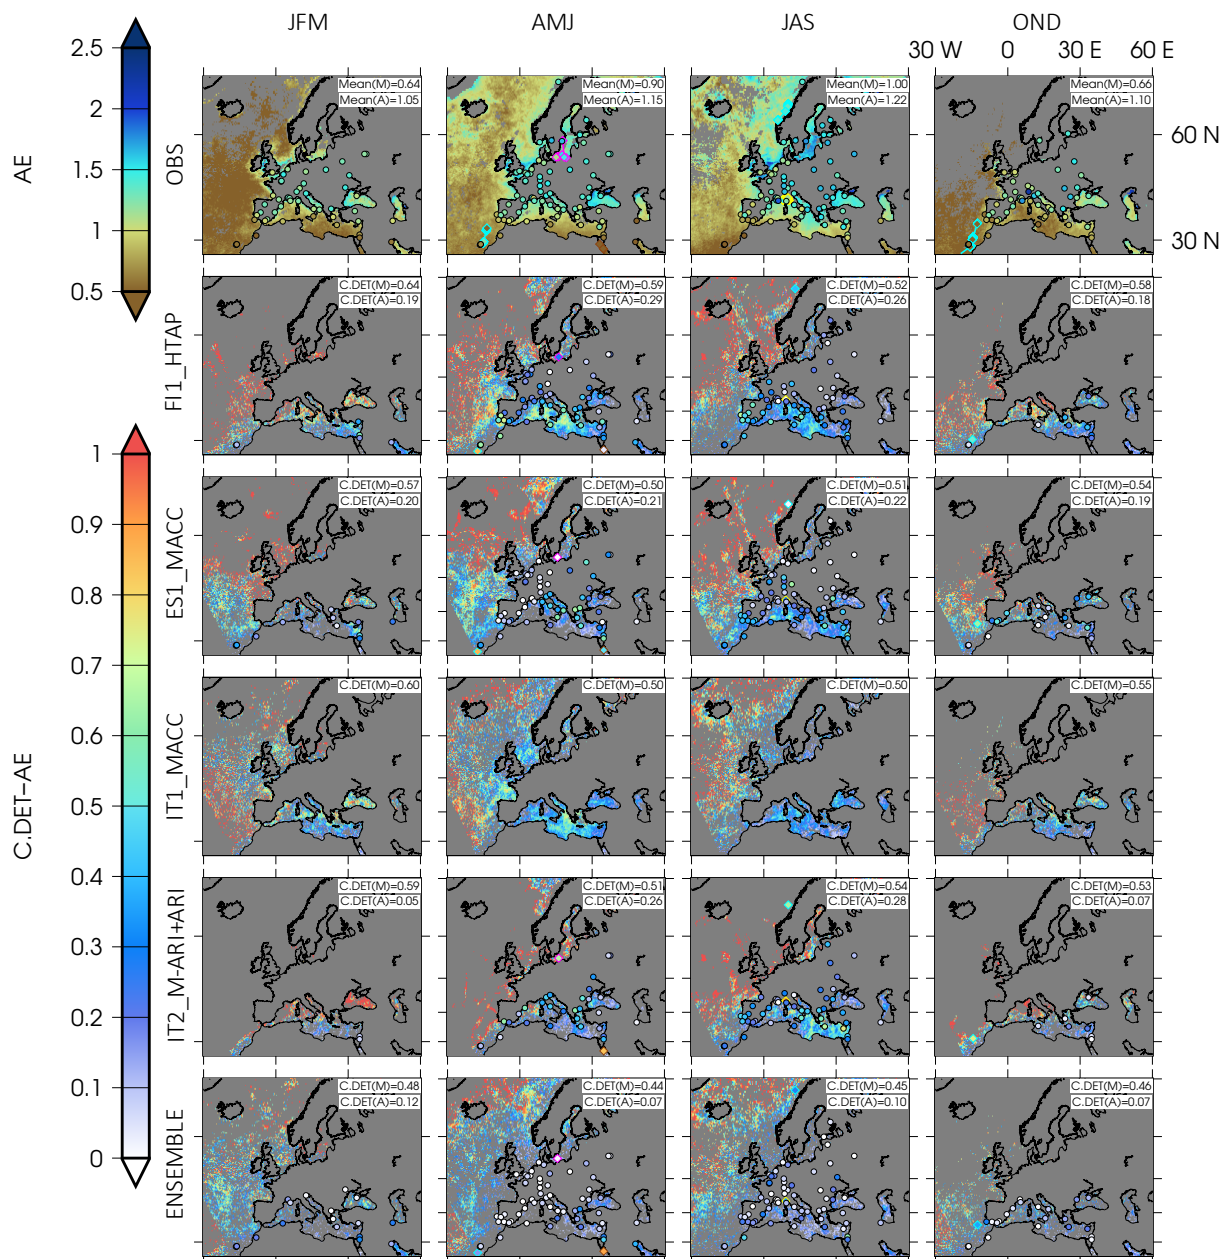 JFM AMJ JAS OND
30 W 0 30 E 60 E
60 N
30 N
AE
2.5
2
1.5
1
0.5
C.DET–AE
1
0.9
0.8
0.7
0.6
0.5
0.4
0.3
0.2
0.1
0
OBS
Mean(M)=0.64
Mean(A)=1.05
Mean(M)=0.90
Mean(A)=1.15
Mean(M)=1.00
Mean(A)=1.22
Mean(M)=0.66
Mean(A)=1.10
FI1_HTAP
C.DET(M)=0.64
C.DET(A)=0.19
C.DET(M)=0.59
C.DET(A)=0.29
C.DET(M)=0.52
C.DET(A)=0.26
C.DET(M)=0.58
C.DET(A)=0.18
ES1_MACC
C.DET(M)=0.57
C.DET(A)=0.20
C.DET(M)=0.50
C.DET(A)=0.21
C.DET(M)=0.51
C.DET(A)=0.22
C.DET(M)=0.54
C.DET(A)=0.19
IT1_MACC
C.DET(M)=0.60
C.DET(M)=0.50
C.DET(M)=0.50
C.DET(M)=0.55
IT2_M-ARI+ARI
C.DET(M)=0.59
C.DET(A)=0.05
C.DET(M)=0.51
C.DET(A)=0.26
C.DET(M)=0.54
C.DET(A)=0.28
C.DET(M)=0.53
C.DET(A)=0.07
ENSEMBLE
C.DET(M)=0.48
C.DET(A)=0.12
C.DET(M)=0.44
C.DET(A)=0.07
C.DET(M)=0.45
C.DET(A)=0.10
C.DET(M)=0.46
C.DET(A)=0.07